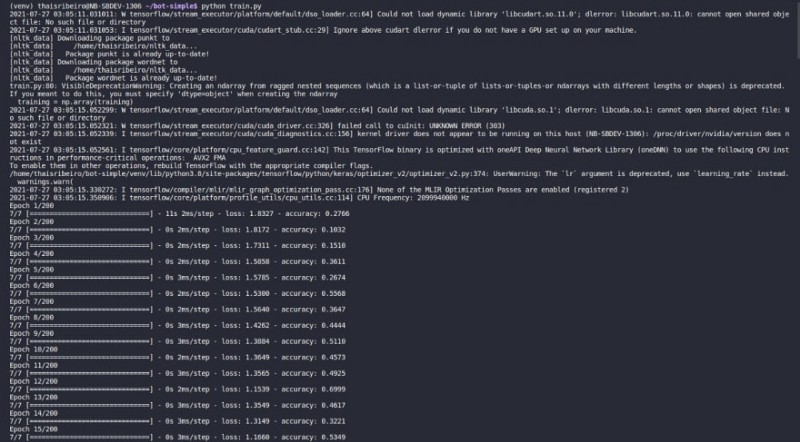 (venv) thaisribeiro@NB-SBDEV-1306 ~/bot-simple$ python train.py
2021-07-27 03:05:11.031011: W tensorflow/stream_executor/platform/default/dso_loader.cc:64] Could not load dynamic library 'libcudart.so.11.0'; dlerror: libcudart.so.11.0: cannot open shared obj
ect file: No such file or directory
2021-07-27 03:05:11.031053: I tensorflow/stream_executor/cuda/cudart_stub.cc:29] Ignore above cudart dlerror if you do not have a GPU set up on your machine.
[nltk_data] Downloading package punkt to
[nltk_data]     /home/thaisribeiro/nltk_data...
[nltk_data]   Package punkt is already up-to-date!
[nltk_data] Downloading package wordnet to
[nltk_data]     /home/thaisribeiro/nltk_data...
[nltk_data]   Package wordnet is already up-to-date!
train.py:80: VisibleDeprecationWarning: Creating an ndarray from ragged nested sequences (which is a list-or-tuple of lists-or-tuples-or ndarrays with different lengths or shapes) is deprecated.
If you meant to do this, you must specify 'dtype=object' when creating the ndarray
  training = np.array(training)
2021-07-27 03:05:15.052299: W tensorflow/stream_executor/platform/default/dso_loader.cc:64] Could not load dynamic library 'libcuda.so.1'; dlerror: libcuda.so.1: cannot open shared object file: N
o such file or directory
2021-07-27 03:05:15.052321: W tensorflow/stream_executor/cuda/cuda_driver.cc:326] failed call to cuInit: UNKNOWN ERROR (303)
2021-07-27 03:05:15.052339: I tensorflow/stream_executor/cuda/cuda_diagnostics.cc:156] kernel driver does not appear to be running on this host (NB-SBDEV-1306): /proc/driver/nvidia/version does n
ot exist
2021-07-27 03:05:15.052561: I tensorflow/core/platform/cpu_feature_guard.cc:142] This TensorFlow binary is optimized with oneAPI Deep Neural Network Library (oneDNN) to use the following CPU inst
ructions in performance-critical operations:  AVX2 FMA
To enable them in other operations, rebuild TensorFlow with the appropriate compiler flags.
/home/thaisribeiro/bot-simple/venv/lib/python3.8/site-packages/tensorflow/python/keras/optimizer_v2/optimizer_v2.py:374: UserWarning: The `lr` argument is deprecated, use `learning_rate` instead.
  warnings.warn(
2021-07-27 03:05:15.330272: I tensorflow/compiler/mlir/mlir_graph_optimization_pass.cc:176] None of the MLIR Optimization Passes are enabled (registered 2)
2021-07-27 03:05:15.350906: I tensorflow/core/platform/profile_utils/cpu_utils.cc:114] CPU Frequency: 2099940000 Hz
Epoch 1/200
7/7 [==============================] - 11s 2ms/step - loss: 1.8327 - accuracy: 0.2766
Epoch 2/200
7/7 [==============================] - 0s 2ms/step - loss: 1.8172 - accuracy: 0.1032
Epoch 3/200
7/7 [==============================] - 0s 2ms/step - loss: 1.7311 - accuracy: 0.1510
Epoch 4/200
7/7 [==============================] - 0s 2ms/step - loss: 1.5858 - accuracy: 0.3611
Epoch 5/200
7/7 [==============================] - 0s 2ms/step - loss: 1.5785 - accuracy: 0.2674
Epoch 6/200
7/7 [==============================] - 0s 2ms/step - loss: 1.5300 - accuracy: 0.5568
Epoch 7/200
7/7 [==============================] - 0s 2ms/step - loss: 1.5640 - accuracy: 0.3647
Epoch 8/200
7/7 [==============================] - 0s 3ms/step - loss: 1.4262 - accuracy: 0.4444
Epoch 9/200
7/7 [==============================] - 0s 3ms/step - loss: 1.3884 - accuracy: 0.5110
Epoch 10/200
7/7 [==============================] - 0s 2ms/step - loss: 1.3649 - accuracy: 0.4573
Epoch 11/200
7/7 [==============================] - 0s 3ms/step - loss: 1.3565 - accuracy: 0.4925
Epoch 12/200
7/7 [==============================] - 0s 2ms/step - loss: 1.1539 - accuracy: 0.6999
Epoch 13/200
7/7 [==============================] - 0s 2ms/step - loss: 1.3549 - accuracy: 0.4617
Epoch 14/200
7/7 [==============================] - 0s 3ms/step - loss: 1.3149 - accuracy: 0.3221
Epoch 15/200
7/7 [==============================] - 0s 3ms/step - loss: 1.1660 - accuracy: 0.5349